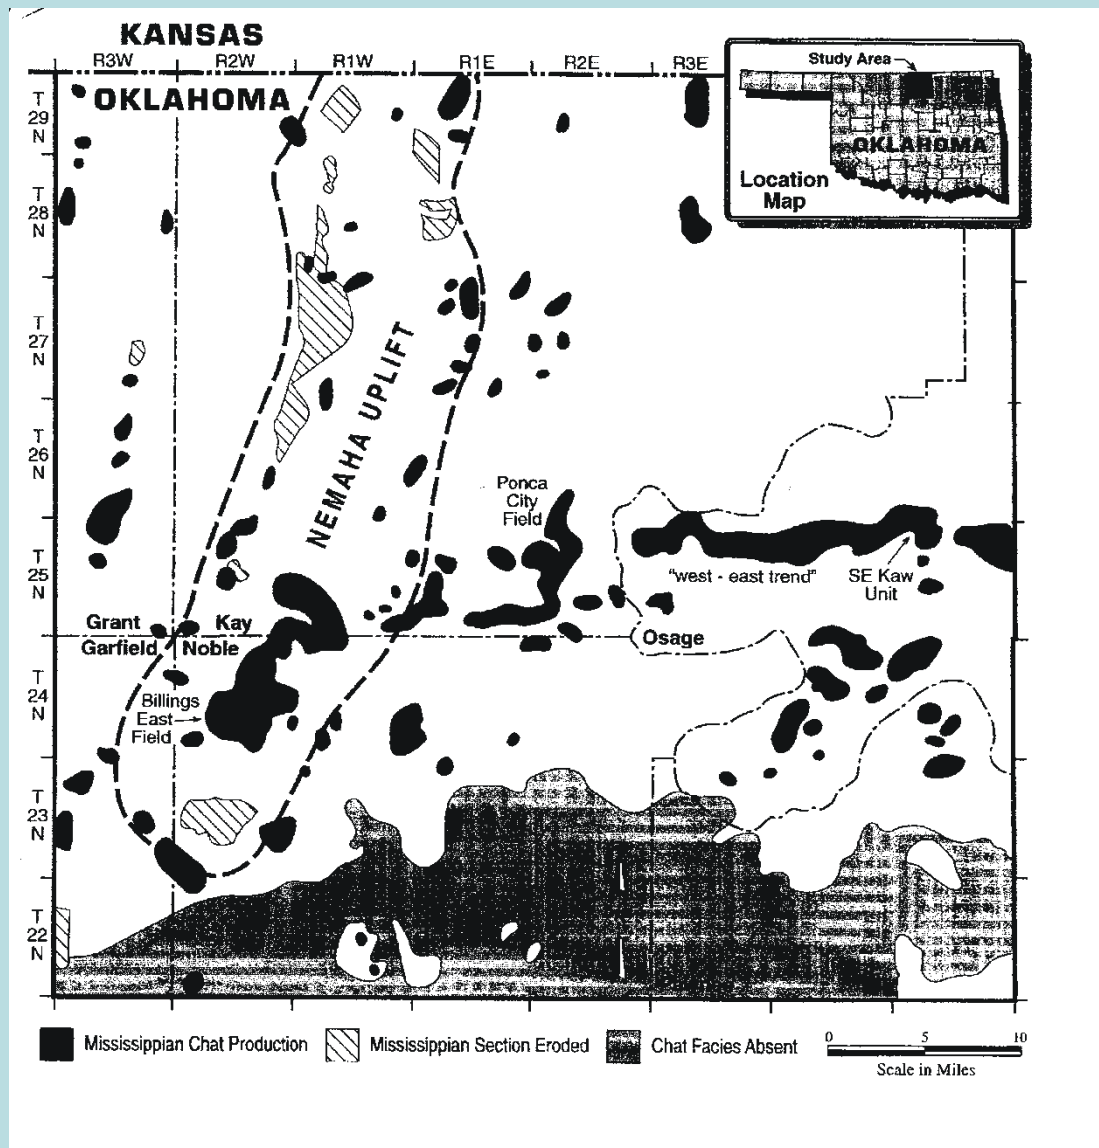 KANSAS
R3W
R2W
R1W
R1E
R2E
R3E
OKLAHOMA
Study Area
OKLAHOMA
Location
Map
T
29
N
T
28
N
T
27
N
T
26
N
T
25
N
T
24
N
T
23
N
T
22
N
NEMAHA UPLIFT
Ponca
City
Field
"west - east trend"
SE Kaw
Unit
Grant
Kay
Garfield
Noble
Osage
Billings
East
Field
Mississippian Chat Production
Mississippian Section Eroded
Chat Facies Absent
0
5
10
Scale in Miles